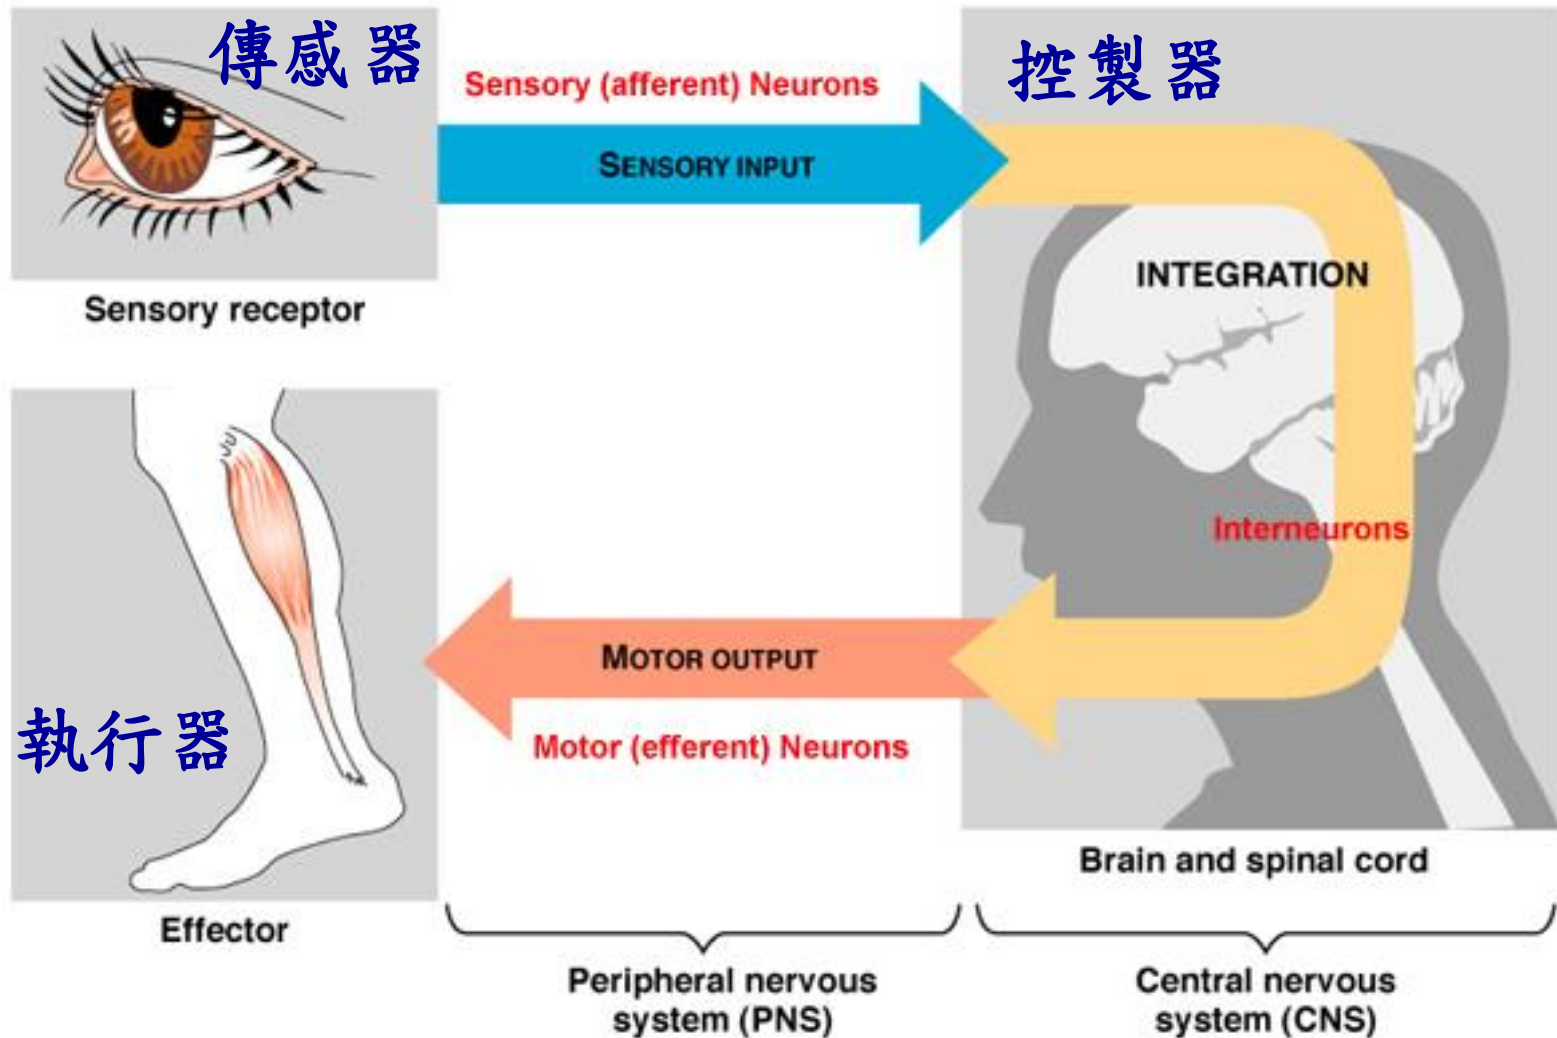 傳感器
Sensory (afferent) Neurons
控製器
SENSORY INPUT
INTEGRATION
Sensory receptor
Interneurons
MOTOR OUTPUT
執行器
Motor (efferent) Neurons
Brain and spinal cord
Effector
Peripheral nervous
system (PNS)
Central nervous
system (CNS)